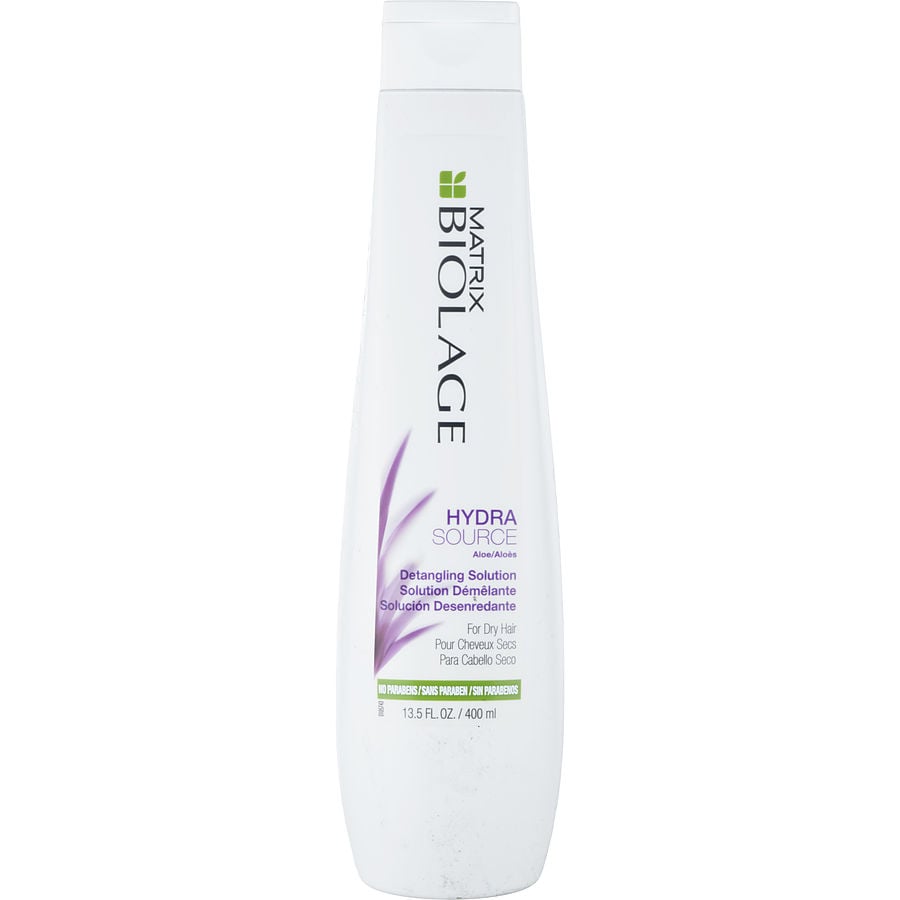 MATRIX
BIOLAGE
HYDRA
SOURCE
Aloe/Aloès
Detangling Solution
Solution Démêlante
Solución Desenredante
For Dry Hair
Pour Cheveux Secs
Para Cabello Seco
NO PARABENS/SANS PARABEN/SIN PARABENOS
13.5 FL. OZ. / 400 ml